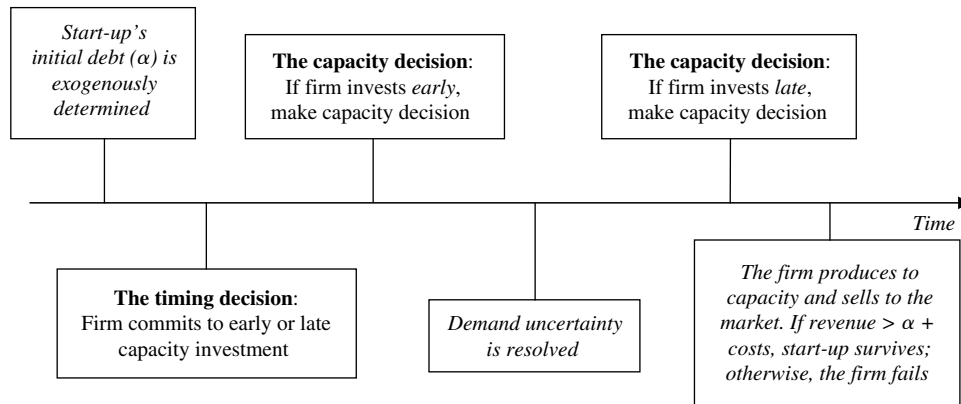 Start-up's
initial debt (α) is
exogenously
determined
The capacity decision:
If firm invests early,
make capacity decision
The capacity decision:
If firm invests late,
make capacity decision
Time
The timing decision:
Firm commits to early or late
capacity investment
Demand uncertainty
is resolved
The firm produces to
capacity and sells to the
market. If revenue > α +
costs, start-up survives;
otherwise, the firm fails